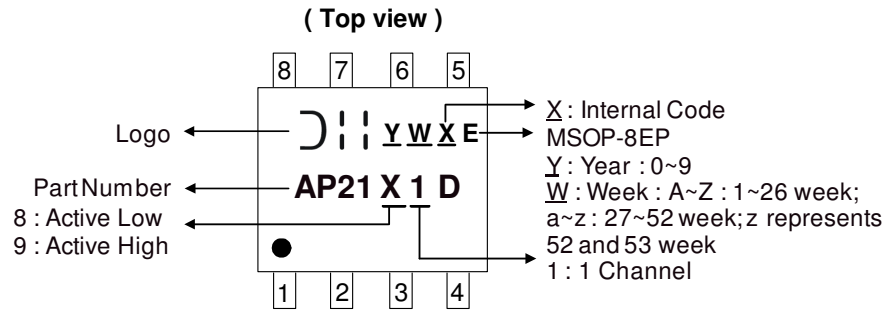 ( Top view )
8 7 6 5
Logo
Y W X E
X : Internal Code
MSOP-8EP
Y : Year : 0~9
W : Week : A~Z : 1~26 week;
a~z : 27~52 week; z represents
52 and 53 week
1 : 1 Channel
Part Number
AP21 X 1 D
8 : Active Low
9 : Active High
1 2 3 4